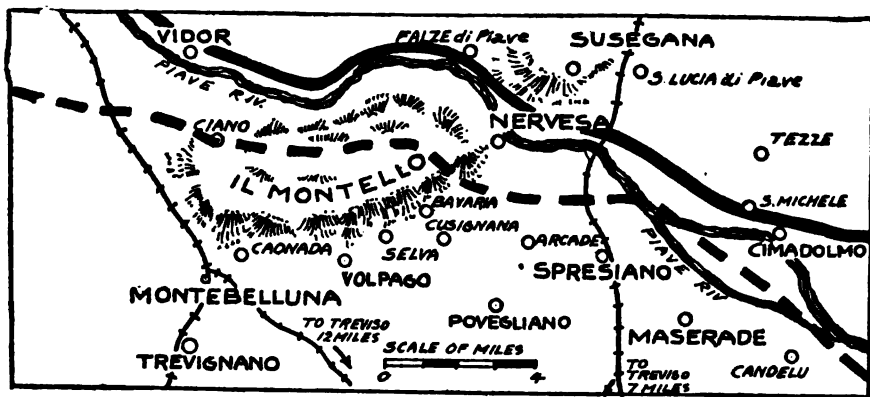 VIDOR
FALZE di Piave
SUSEGANA
S. LUCIA di Piave
PIAVE RIV.
CIANO
NERVESA
TEZZE
IL MONTELLO
BAVARIA
S. MICHELE
CAONADA
SELVA
CUSIGNANA
ARCADE
CIMADOLMO
VOLPAGO
SPRESIANO
PIAVE RIV.
MONTEBELLUNA
TO TREVISO
12 MILES
POVEGLIANO
MASERADE
TREVIGNANO
SCALE OF MILES
0 4
TO
TREVISO
7 MILES
CANDELU